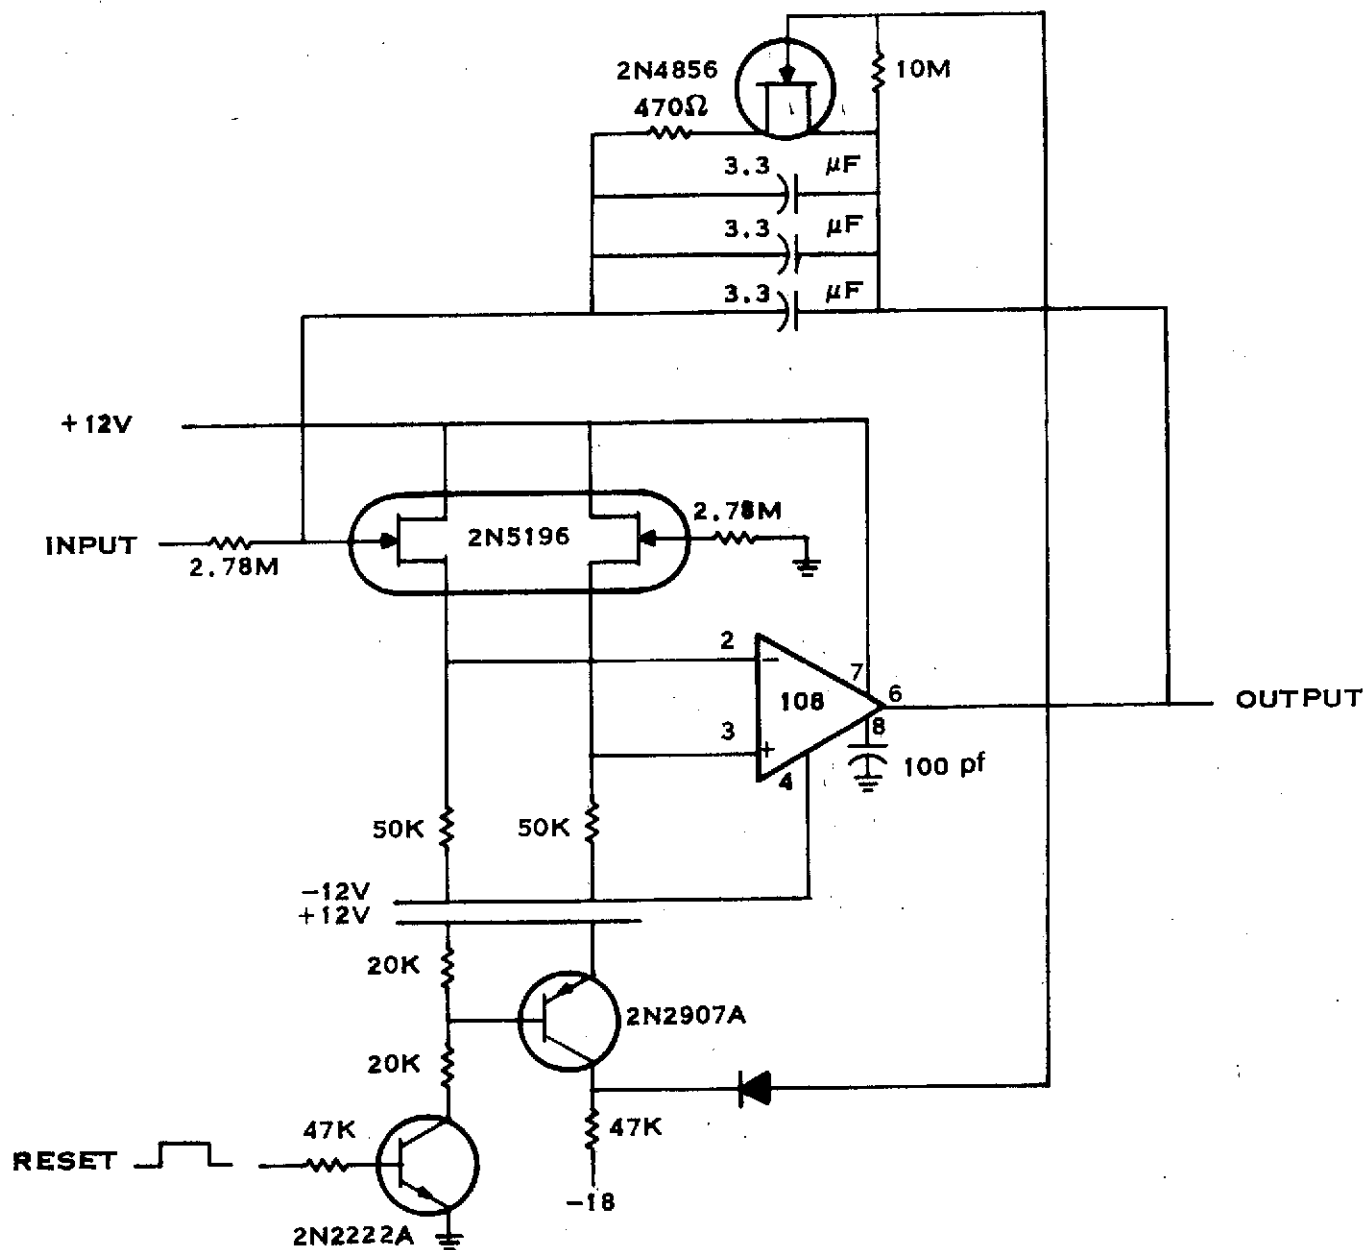 2N4856
10M
470Ω
3.3 µF
3.3 µF
3.3 µF
+12V
2N5196
2.78M
INPUT
2.78M
2
7
6
108
OUTPUT
8
3
4
100 pf
50K
50K
-12V
+12V
20K
2N2907A
20K
47K
47K
RESET
-18
2N2222A